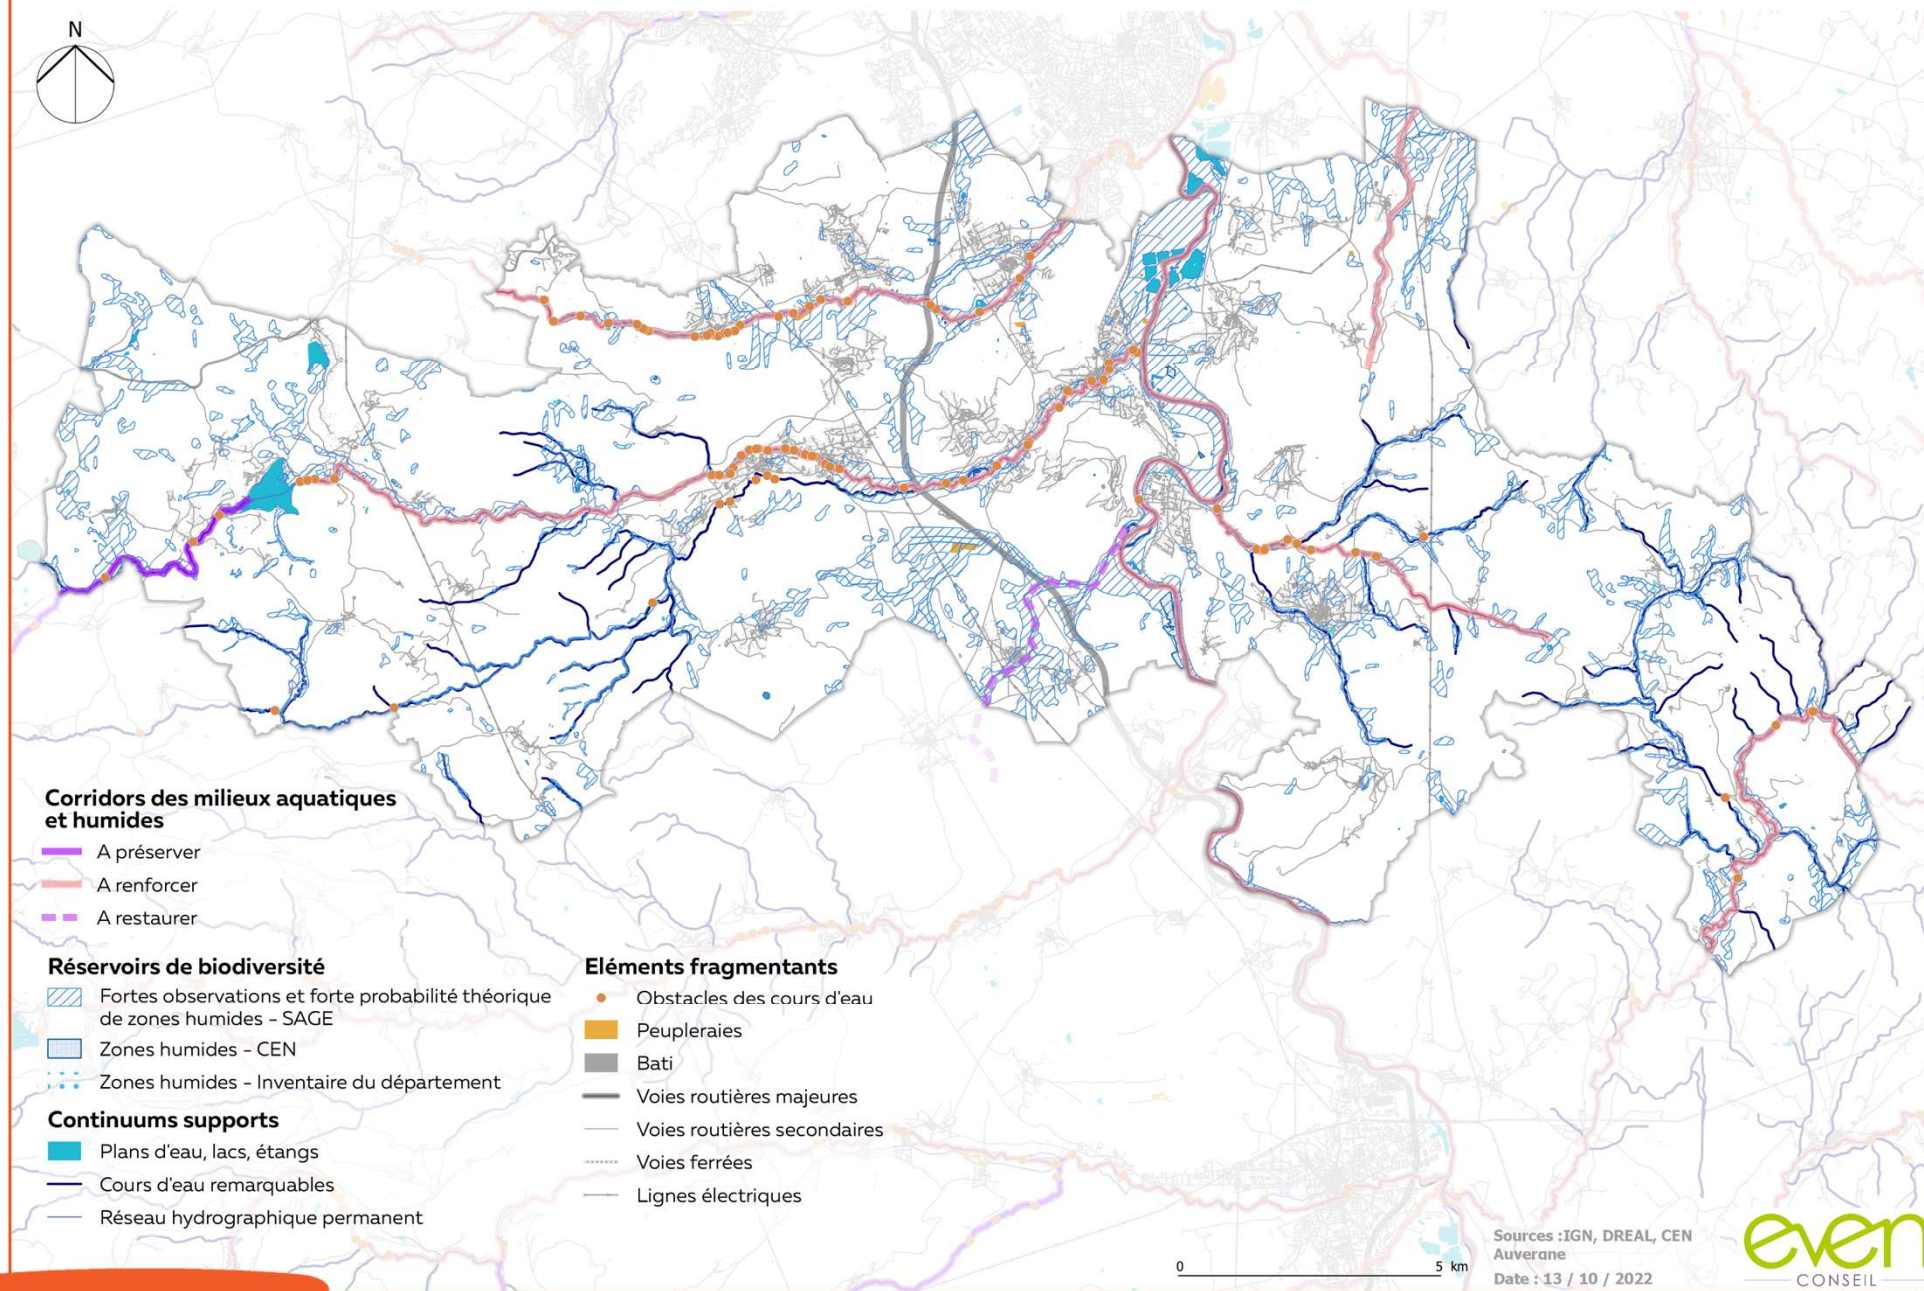 N
Corridors des milieux aquatiques
et humides
A préserver
A renforcer
A restaurer
Réservoirs de biodiversité
Fortes observations et forte probabilité théorique
de zones humides - SAGE
Zones humides - CEN
Zones humides - Inventaire du département
Continuums supports
Plans d'eau, lacs, étangs
Cours d'eau remarquables
Réseau hydrographique permanent
Eléments fragmentants
Obstacles des cours d'eau
Peupleraies
Bati
Voies routières majeures
Voies routières secondaires
Voies ferrées
Lignes électriques
0 5 km
Sources :IGN, DREAL, CEN
Auvergne
Date : 13 / 10 / 2022
even
CONSEIL